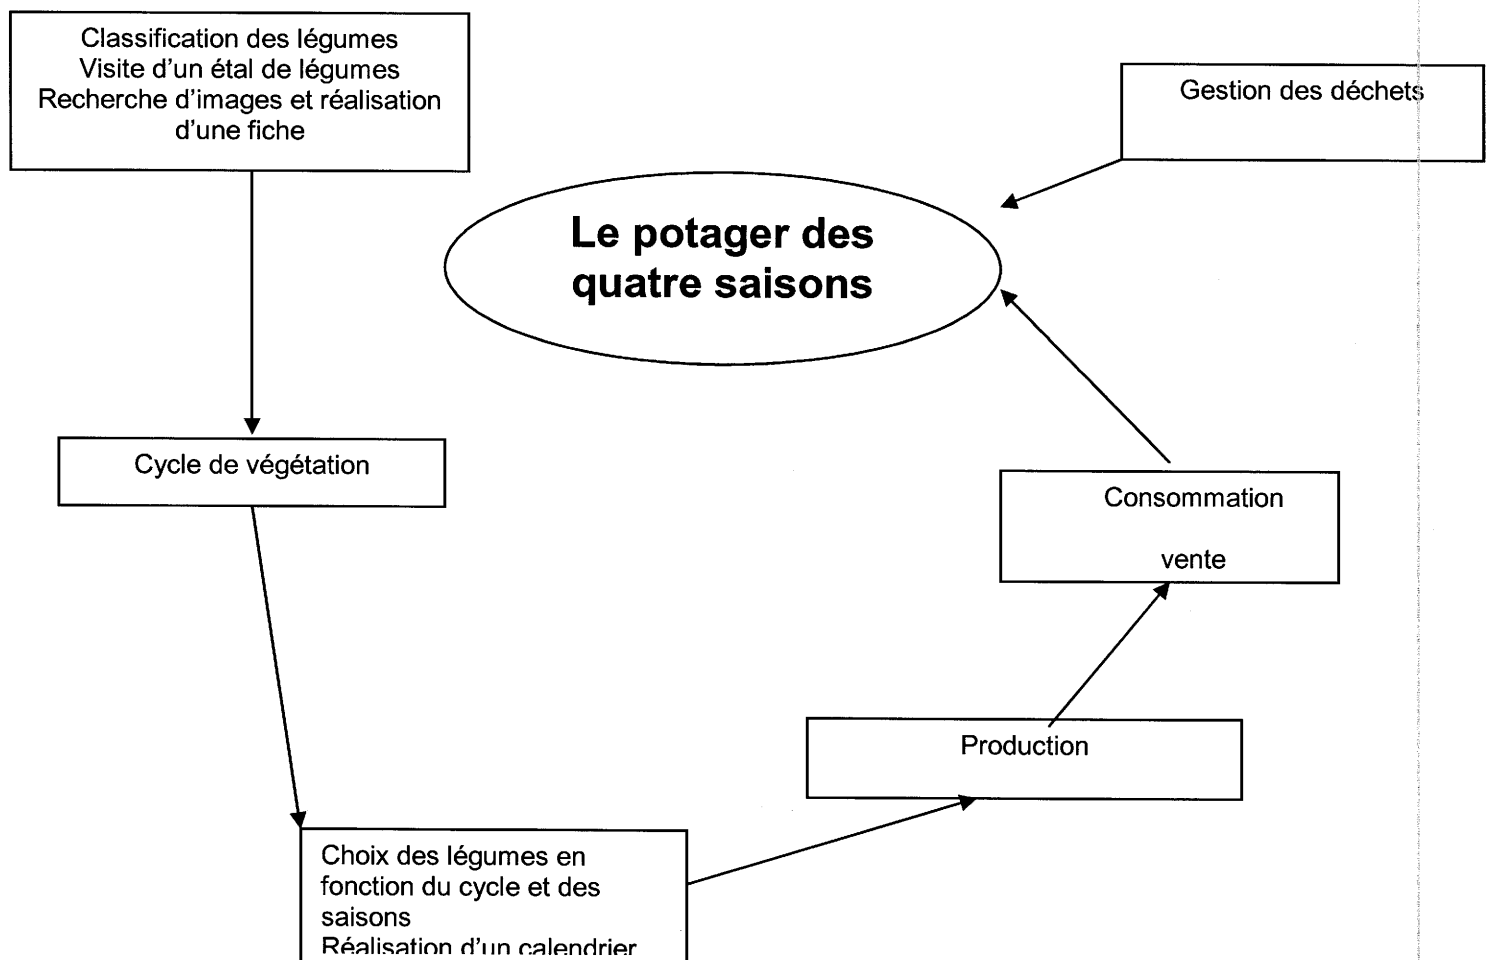 Classification des légumes
Visite d'un étal de légumes
Recherche d'images et réalisation
d'une fiche
Gestion des déchets
Le potager des
quatre saisons
Cycle de végétation
Consommation
vente
Production
Choix des légumes en
fonction du cycle et des
saisons
Réalisation d'un calendrier